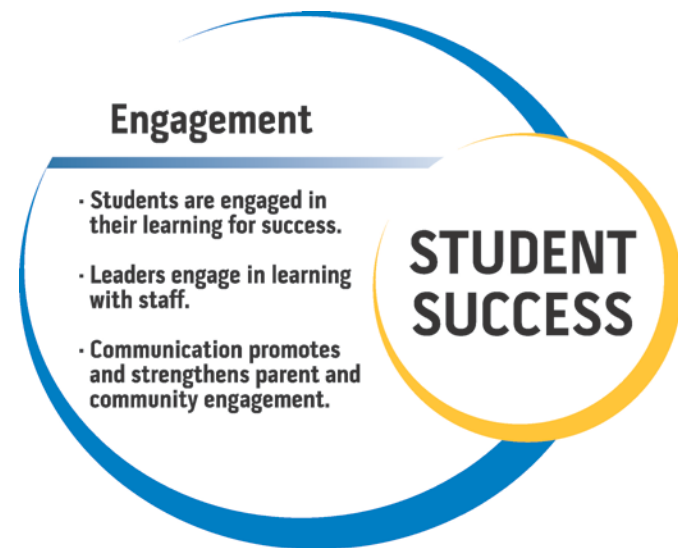 Engagement
· Students are engaged in
their learning for success.
· Leaders engage in learning
with staff.
· Communication promotes
and strengthens parent and
community engagement.
STUDENT
SUCCESS